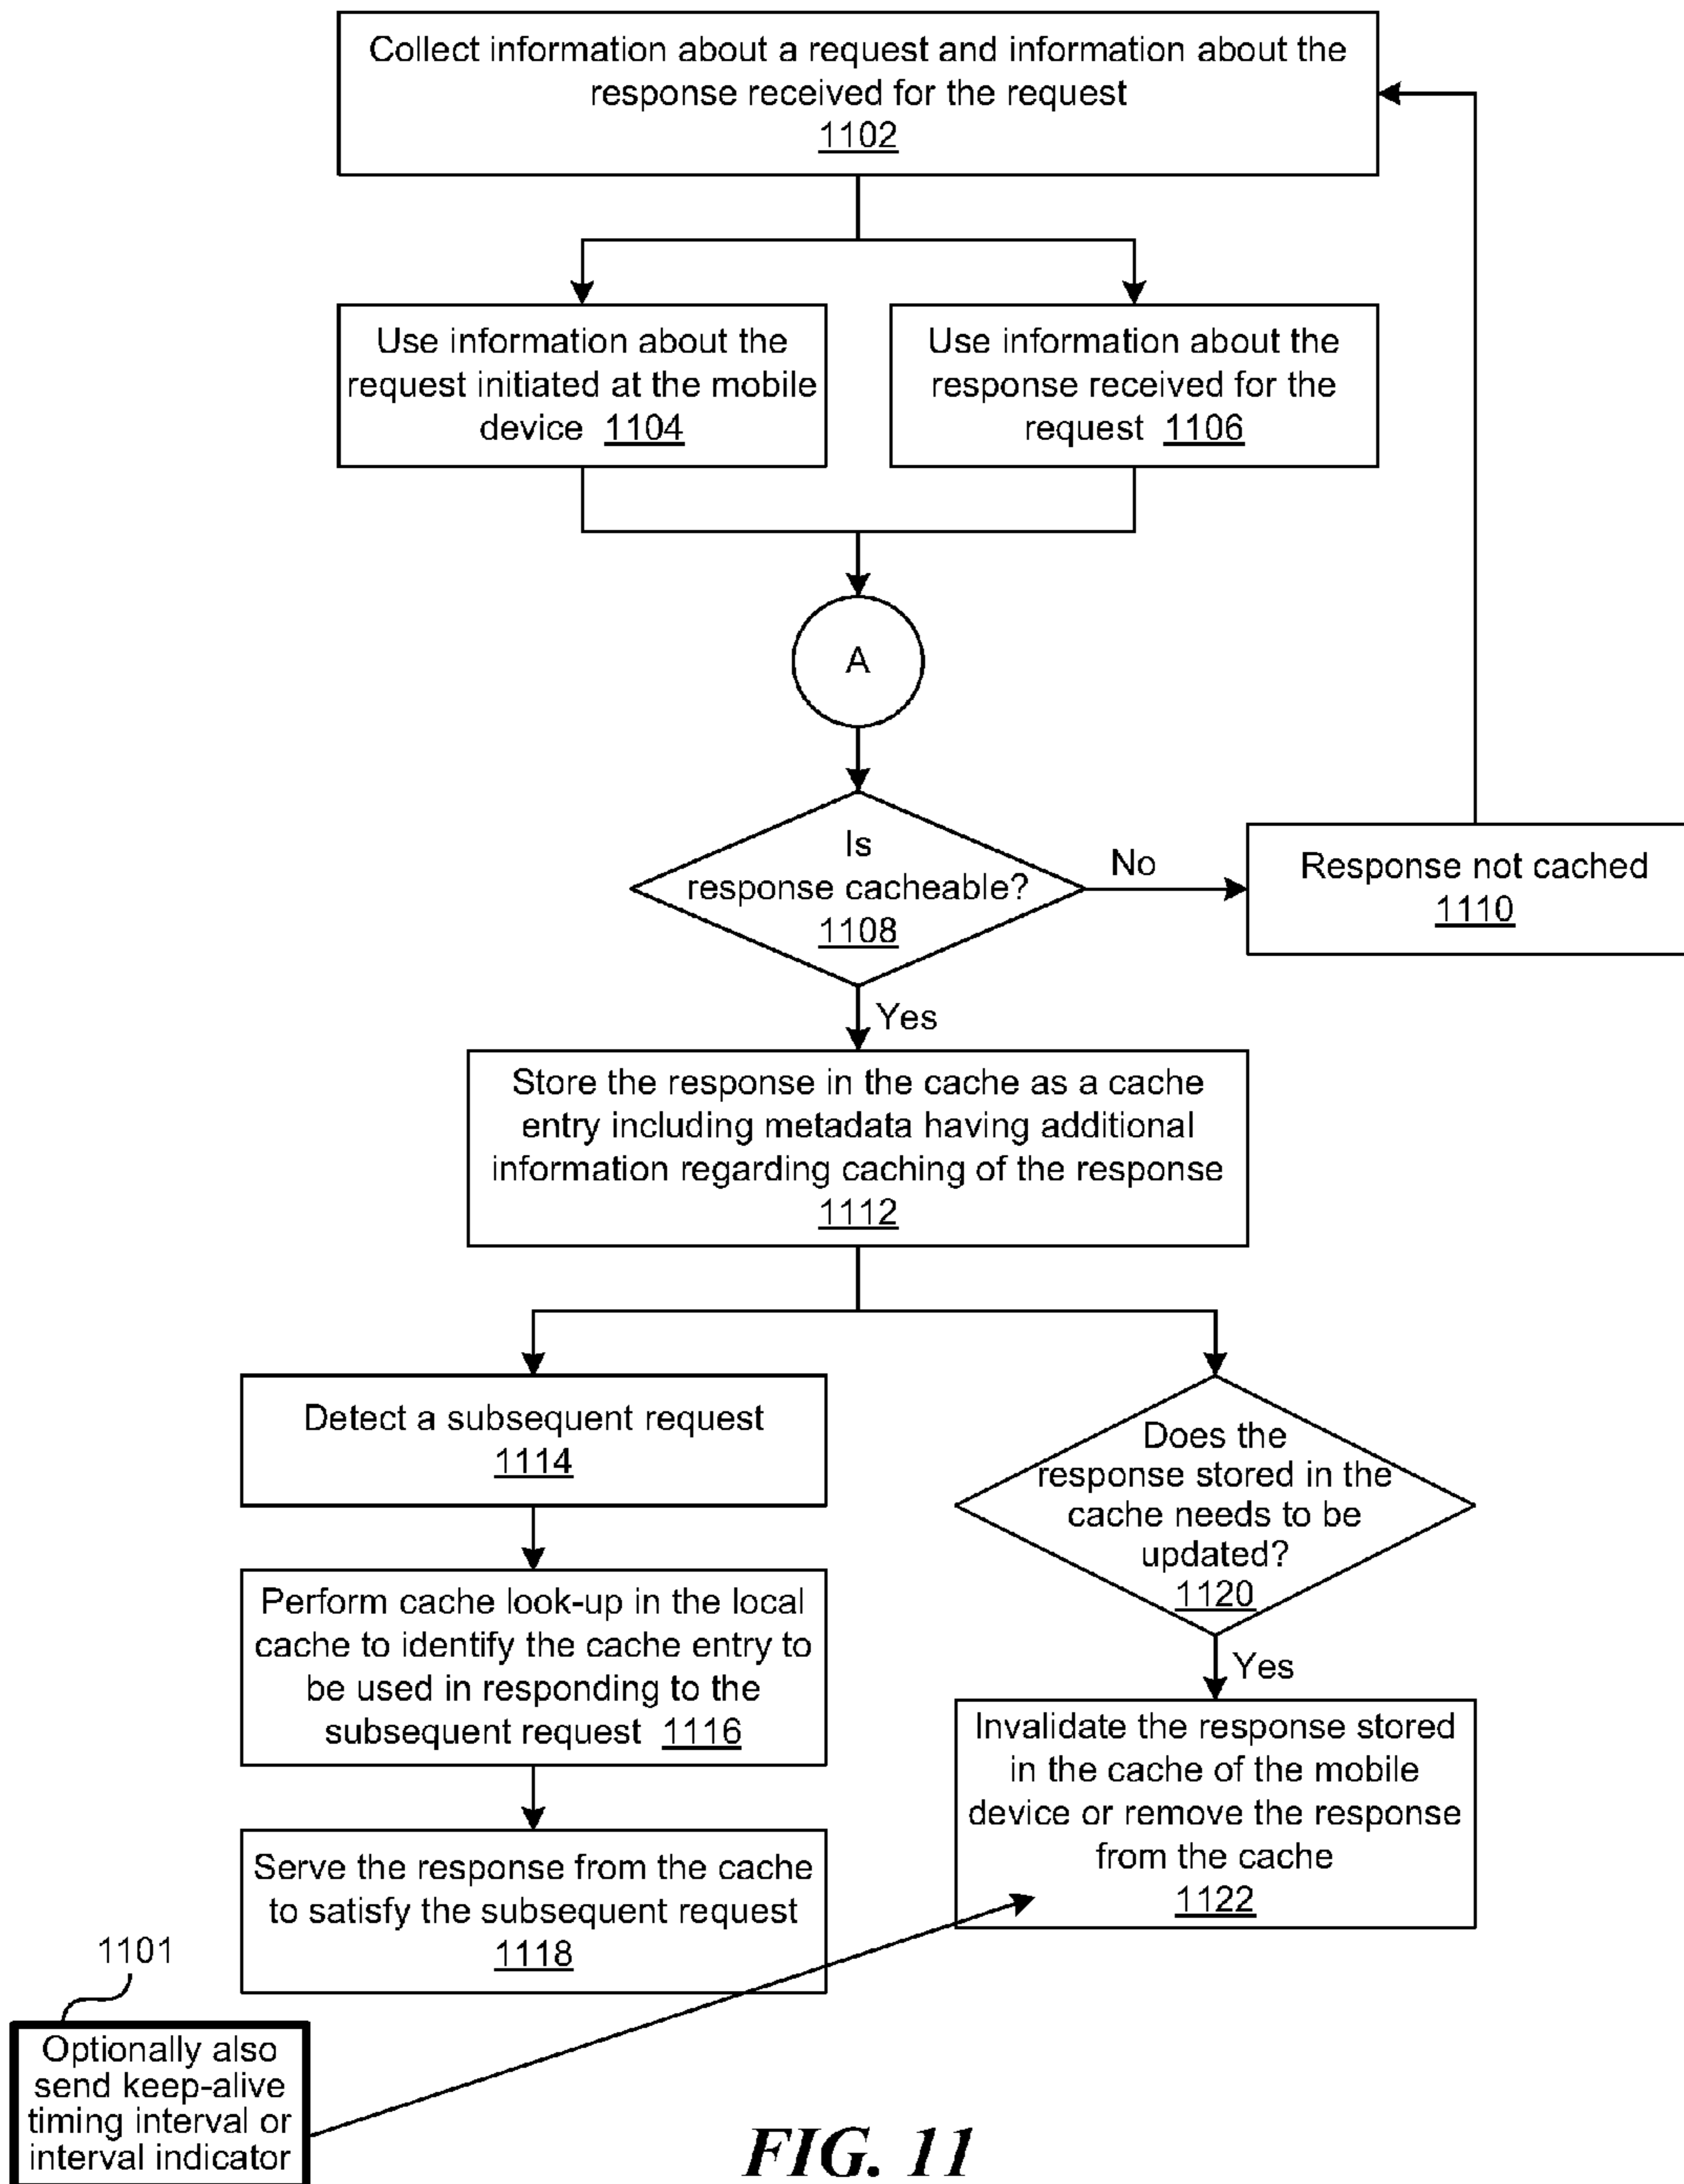 Collect information about a request and information about the
response received for the request
1102
Use information about the
request initiated at the mobile
device 1104
Use information about the
response received for the
request 1106
A
Is
response cacheable?
1108
No
Response not cached
1110
Yes
Store the response in the cache as a cache
entry including metadata having additional
information regarding caching of the response
1112
Detect a subsequent request
1114
Does the
response stored in the
cache needs to be
updated?
1120
Perform cache look-up in the local
cache to identify the cache entry to
be used in responding to the
subsequent request 1116
Yes
Invalidate the response stored
in the cache of the mobile
device or remove the response
from the cache
1122
Serve the response from the cache
to satisfy the subsequent request
1118
1101
Optionally also
send keep-alive
timing interval or
interval indicator
FIG. 11